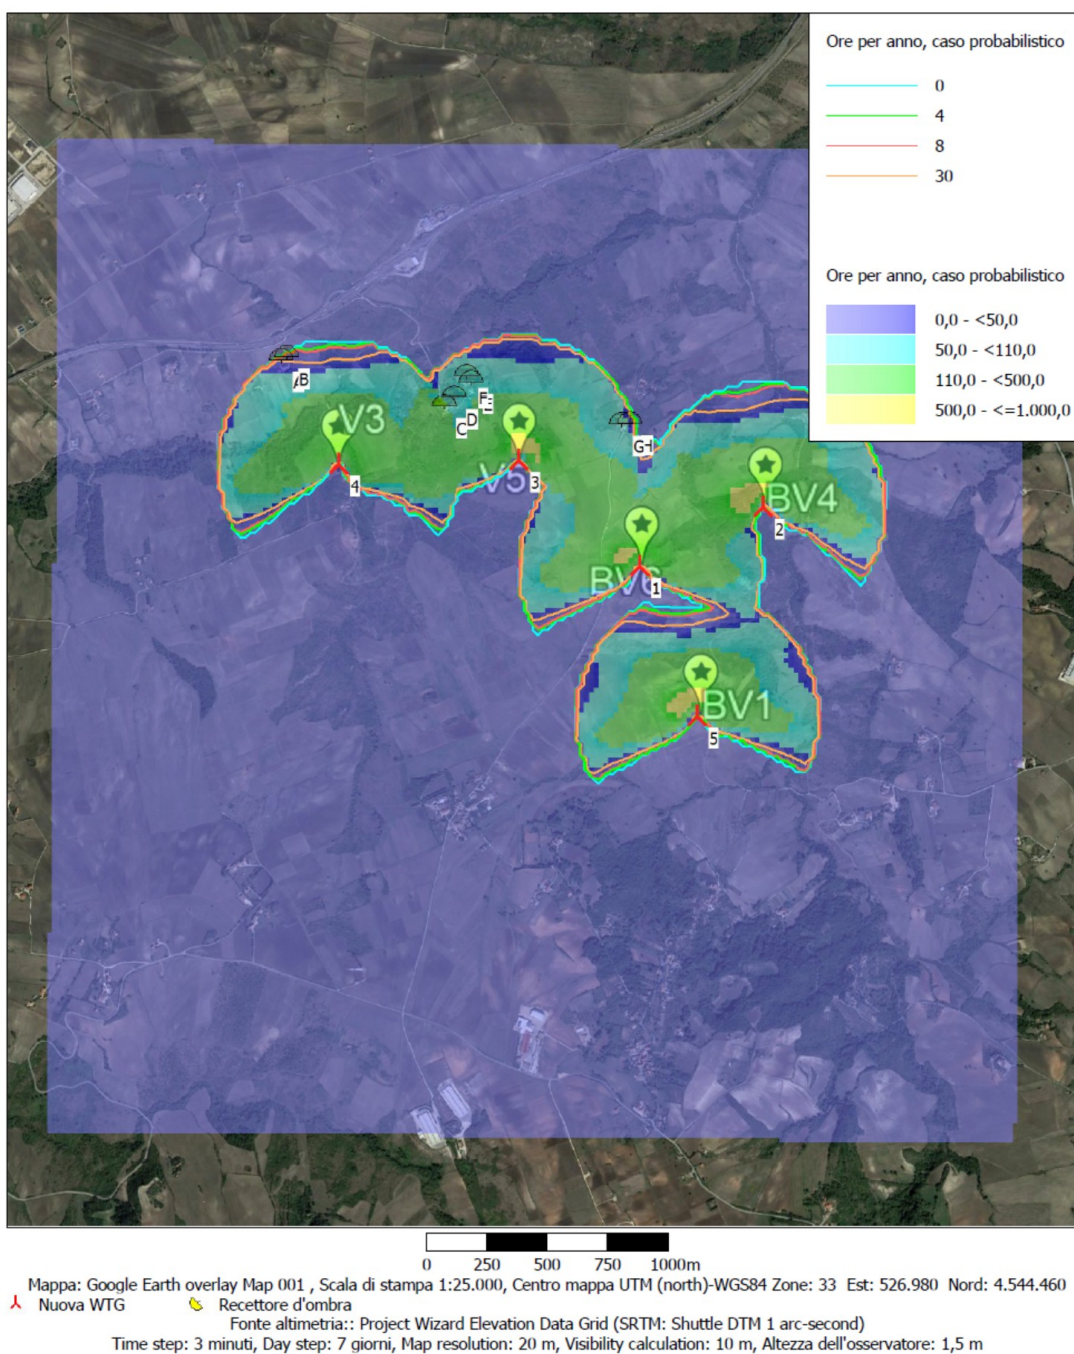 Ore per anno, caso probabilistico
0
4
8
30
Ore per anno, caso probabilistico
0,0 - <50,0
50,0 - <110,0
110,0 - <500,0
500,0 - <=1.000,0
B
F
D
C
G
V3
V5
BV4
BV6
BV1
4
3
2
1
5
0 250 500 750 1000m
Mappa: Google Earth overlay Map 001 , Scala di stampa 1:25.000, Centro mappa UTM (north)-WGS84 Zone: 33 Est: 526.980 Nord: 4.544.460
Nuova WTG Recettore d'ombra
Fonte altimetria:: Project Wizard Elevation Data Grid (SRTM: Shuttle DTM 1 arc-second)
Time step: 3 minuti, Day step: 7 giorni, Map resolution: 20 m, Visibility calculation: 10 m, Altezza dell'osservatore: 1,5 m